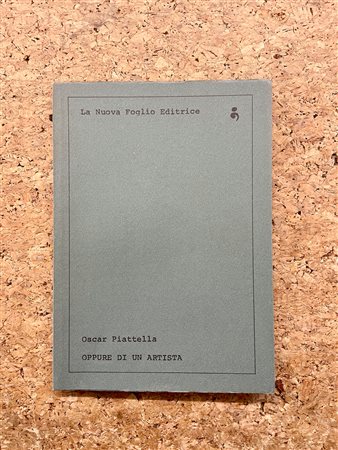 La Nuova Foglio Editrice
Oscar Piattella
OPPURE DI UN ARTISTA